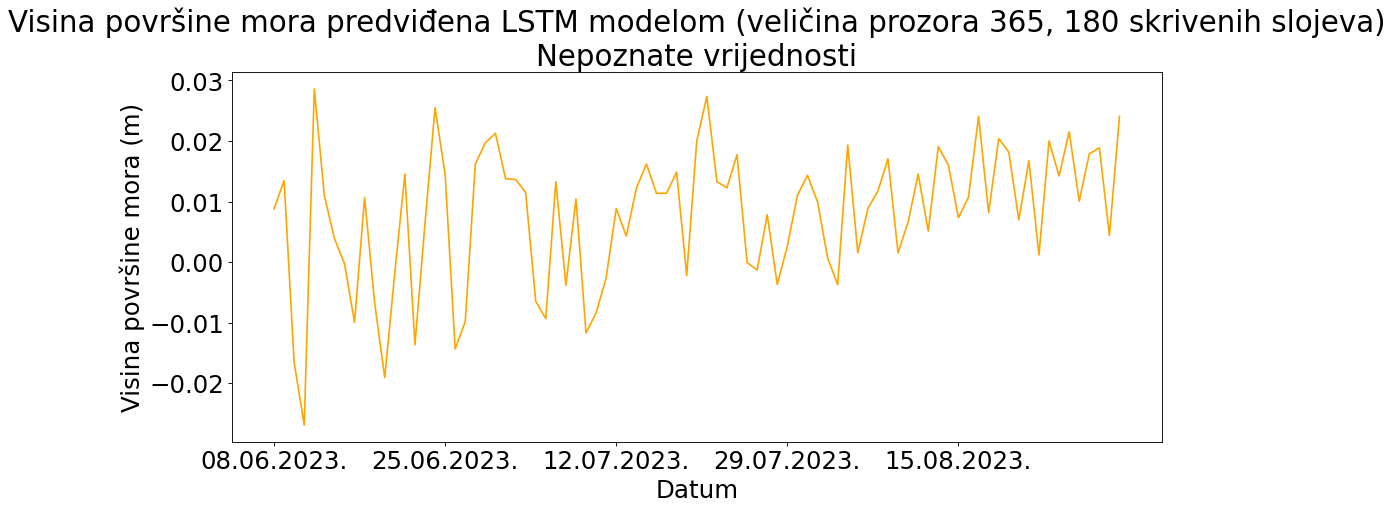 Visina površine mora predviđena LSTM modelom (veličina prozora 365, 180 skrivenih slojeva)
Nepoznate vrijednosti
Visina površine mora (m)
0.03
0.02
0.01
0.00
−0.01
−0.02
08.06.2023. 25.06.2023. 12.07.2023. 29.07.2023. 15.08.2023.
Datum